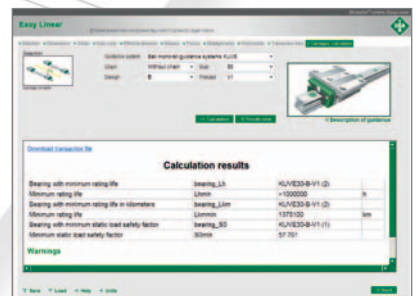 Easy Linear
Selection
Guidance system Ball monorail guidance systems KUVE
Chain Without chain Size 30
Design B Preload V1
Calculation
Description of guidance
Download transaction file
Calculation results
Bearing with minimum rating life bearing_Lh KUVE30-B-V1 (2)
Minimum rating life Lhmin >1000000 h
Bearing with minimum rating life in kilometers bearing_Lkm KUVE30-B-V1 (2)
Minimum rating life Lkmmin 1375100 km
Bearing with minimum static load safety factor bearing_S0 KUVE30-B-V1 (1)
Minimum static load safety factor S0min 57.701
Warnings
Save Load Help Units Back